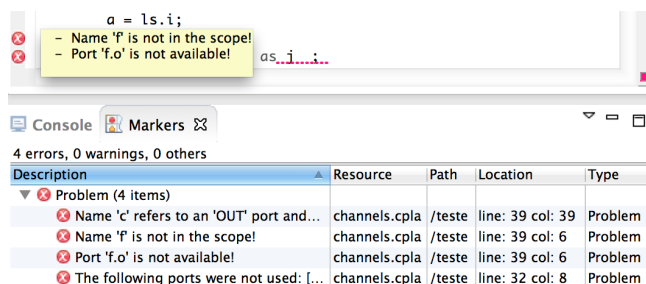 a = ls.i;
- Name 'f' is not in the scope!
- Port 'f.o' is not available!
as i ;
Console Markers
4 errors, 0 warnings, 0 others
Description Resource Path Location Type
Problem (4 items)
Name 'c' refers to an 'OUT' port and... channels.cpla /teste line: 39 col: 39 Problem
Name 'f' is not in the scope! channels.cpla /teste line: 39 col: 6 Problem
Port 'f.o' is not available! channels.cpla /teste line: 39 col: 6 Problem
The following ports were not used: [... channels.cpla /teste line: 32 col: 8 Problem